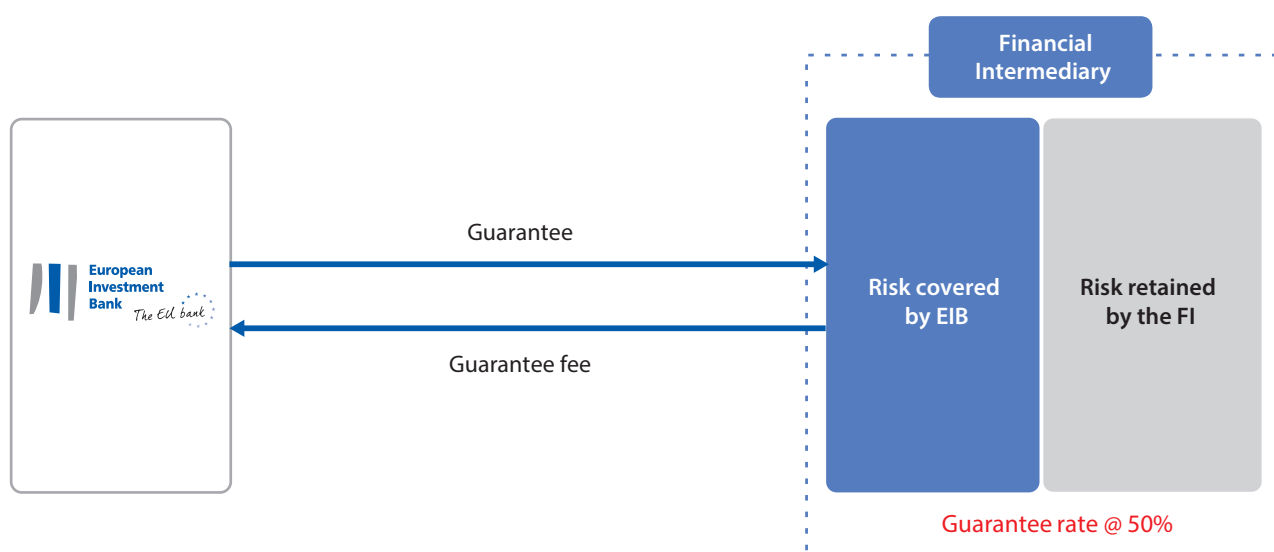 Financial
Intermediary
European
Investment
Bank
The EU bank
Guarantee
Guarantee fee
Risk covered
by EIB
Risk retained
by the FI
Guarantee rate @ 50%